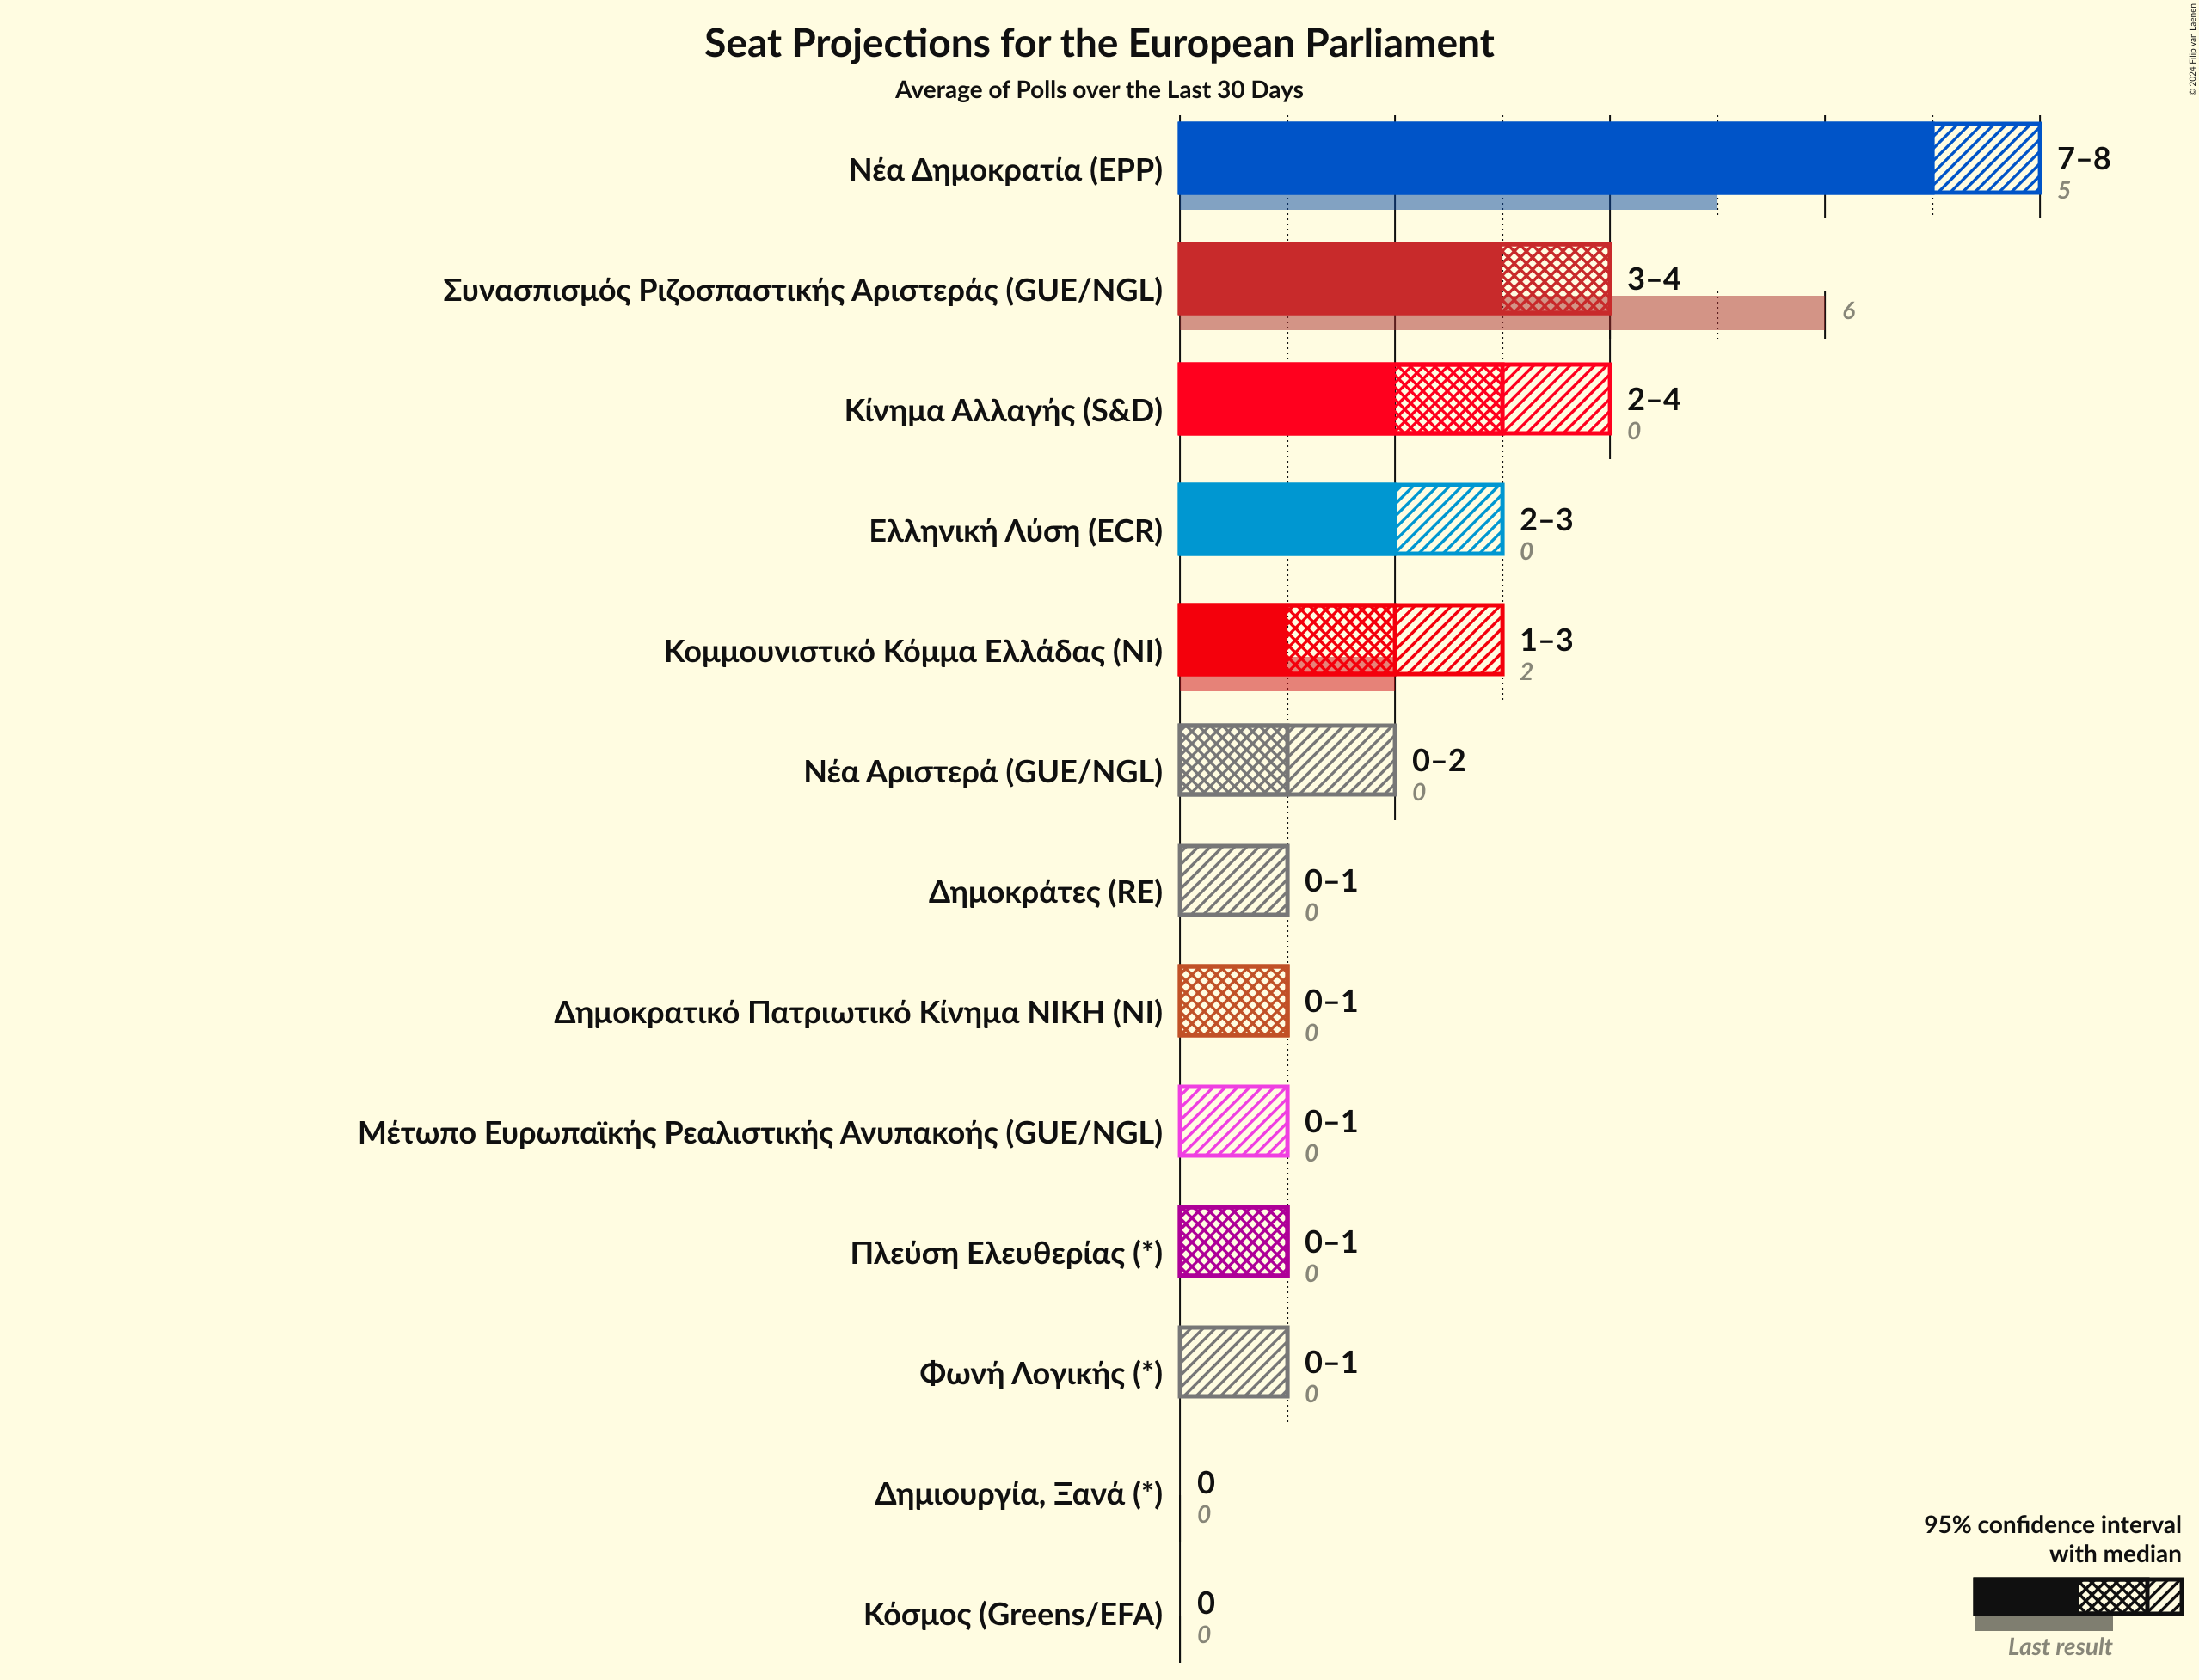 Seat Projections for the European Parliament
Average of Polls over the Last 30 Days
© 2024 Filip van Laenen
Νέα Δημοκρατία (EPP)
7–8
5
Συνασπισμός Ριζοσπαστικής Αριστεράς (GUE/NGL)
3–4
6
Κίνημα Αλλαγής (S&D)
2–4
0
Ελληνική Λύση (ECR)
2–3
0
Κομμουνιστικό Κόμμα Ελλάδας (NI)
1–3
2
Νέα Αριστερά (GUE/NGL)
0–2
0
Δημοκράτες (RE)
0–1
0
Δημοκρατικό Πατριωτικό Κίνημα ΝΙΚΗ (NI)
0–1
0
Μέτωπο Ευρωπαϊκής Ρεαλιστικής Ανυπακοής (GUE/NGL)
0–1
0
Πλεύση Ελευθερίας (*)
0–1
0
Φωνή Λογικής (*)
0–1
0
Δημιουργία, Ξανά (*)
0
0
Κόσμος (Greens/EFA)
0
0
95% confidence interval
with median
Last result